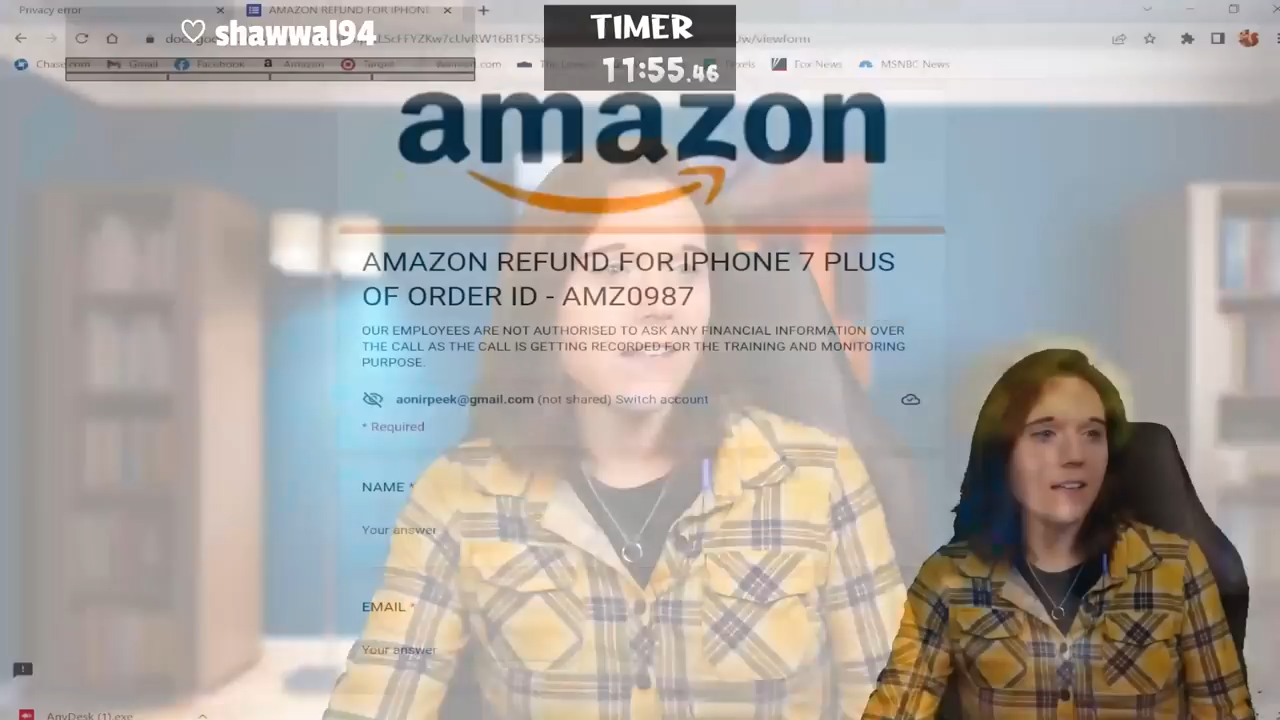 Privacy error
AMAZON REFUND FOR IPHONE
♡ shawwal94
TIMER
11:55.46
w/viewform
Chase.com
Gmail
Facebook
Amazon
Target
Fox News
MSNBC News
amazon
AMAZON REFUND FOR IPHONE 7 PLUS
OF ORDER ID - AMZ0987
OUR EMPLOYEES ARE NOT AUTHORISED TO ASK ANY FINANCIAL INFORMATION OVER
THE CALL AS THE CALL IS GETTING RECORDED FOR THE TRAINING AND MONITORING
PURPOSE.
aonirpeek@gmail.com (not shared) Switch account
* Required
NAME *
Your answer
EMAIL *
Your answer
AnyDesk (1).exe